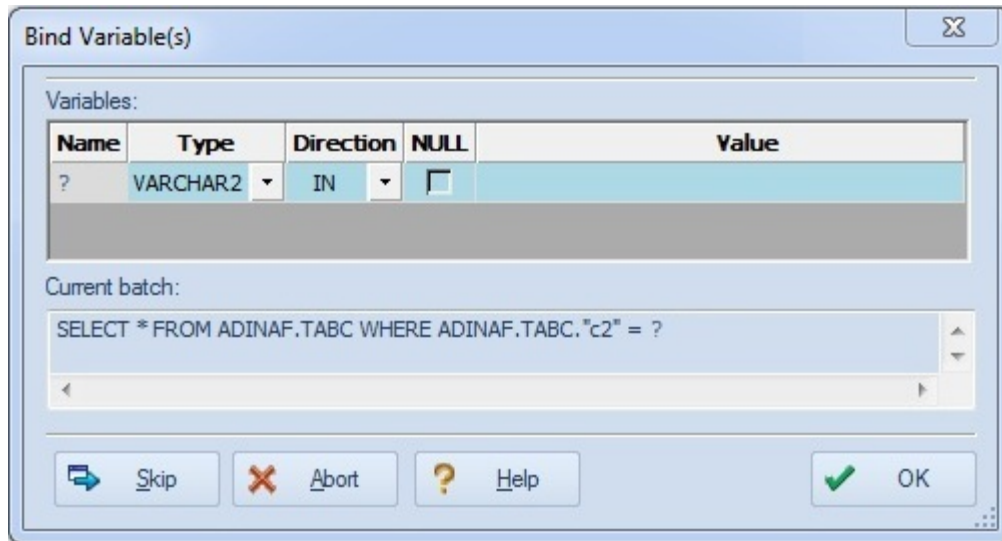 Bind Variable(s)
Variables:
Name Type Direction NULL Value
? VARCHAR2 IN
Current batch:
SELECT * FROM ADINAF.TABC WHERE ADINAF.TABC."c2" = ?
Skip Abort ? Help OK